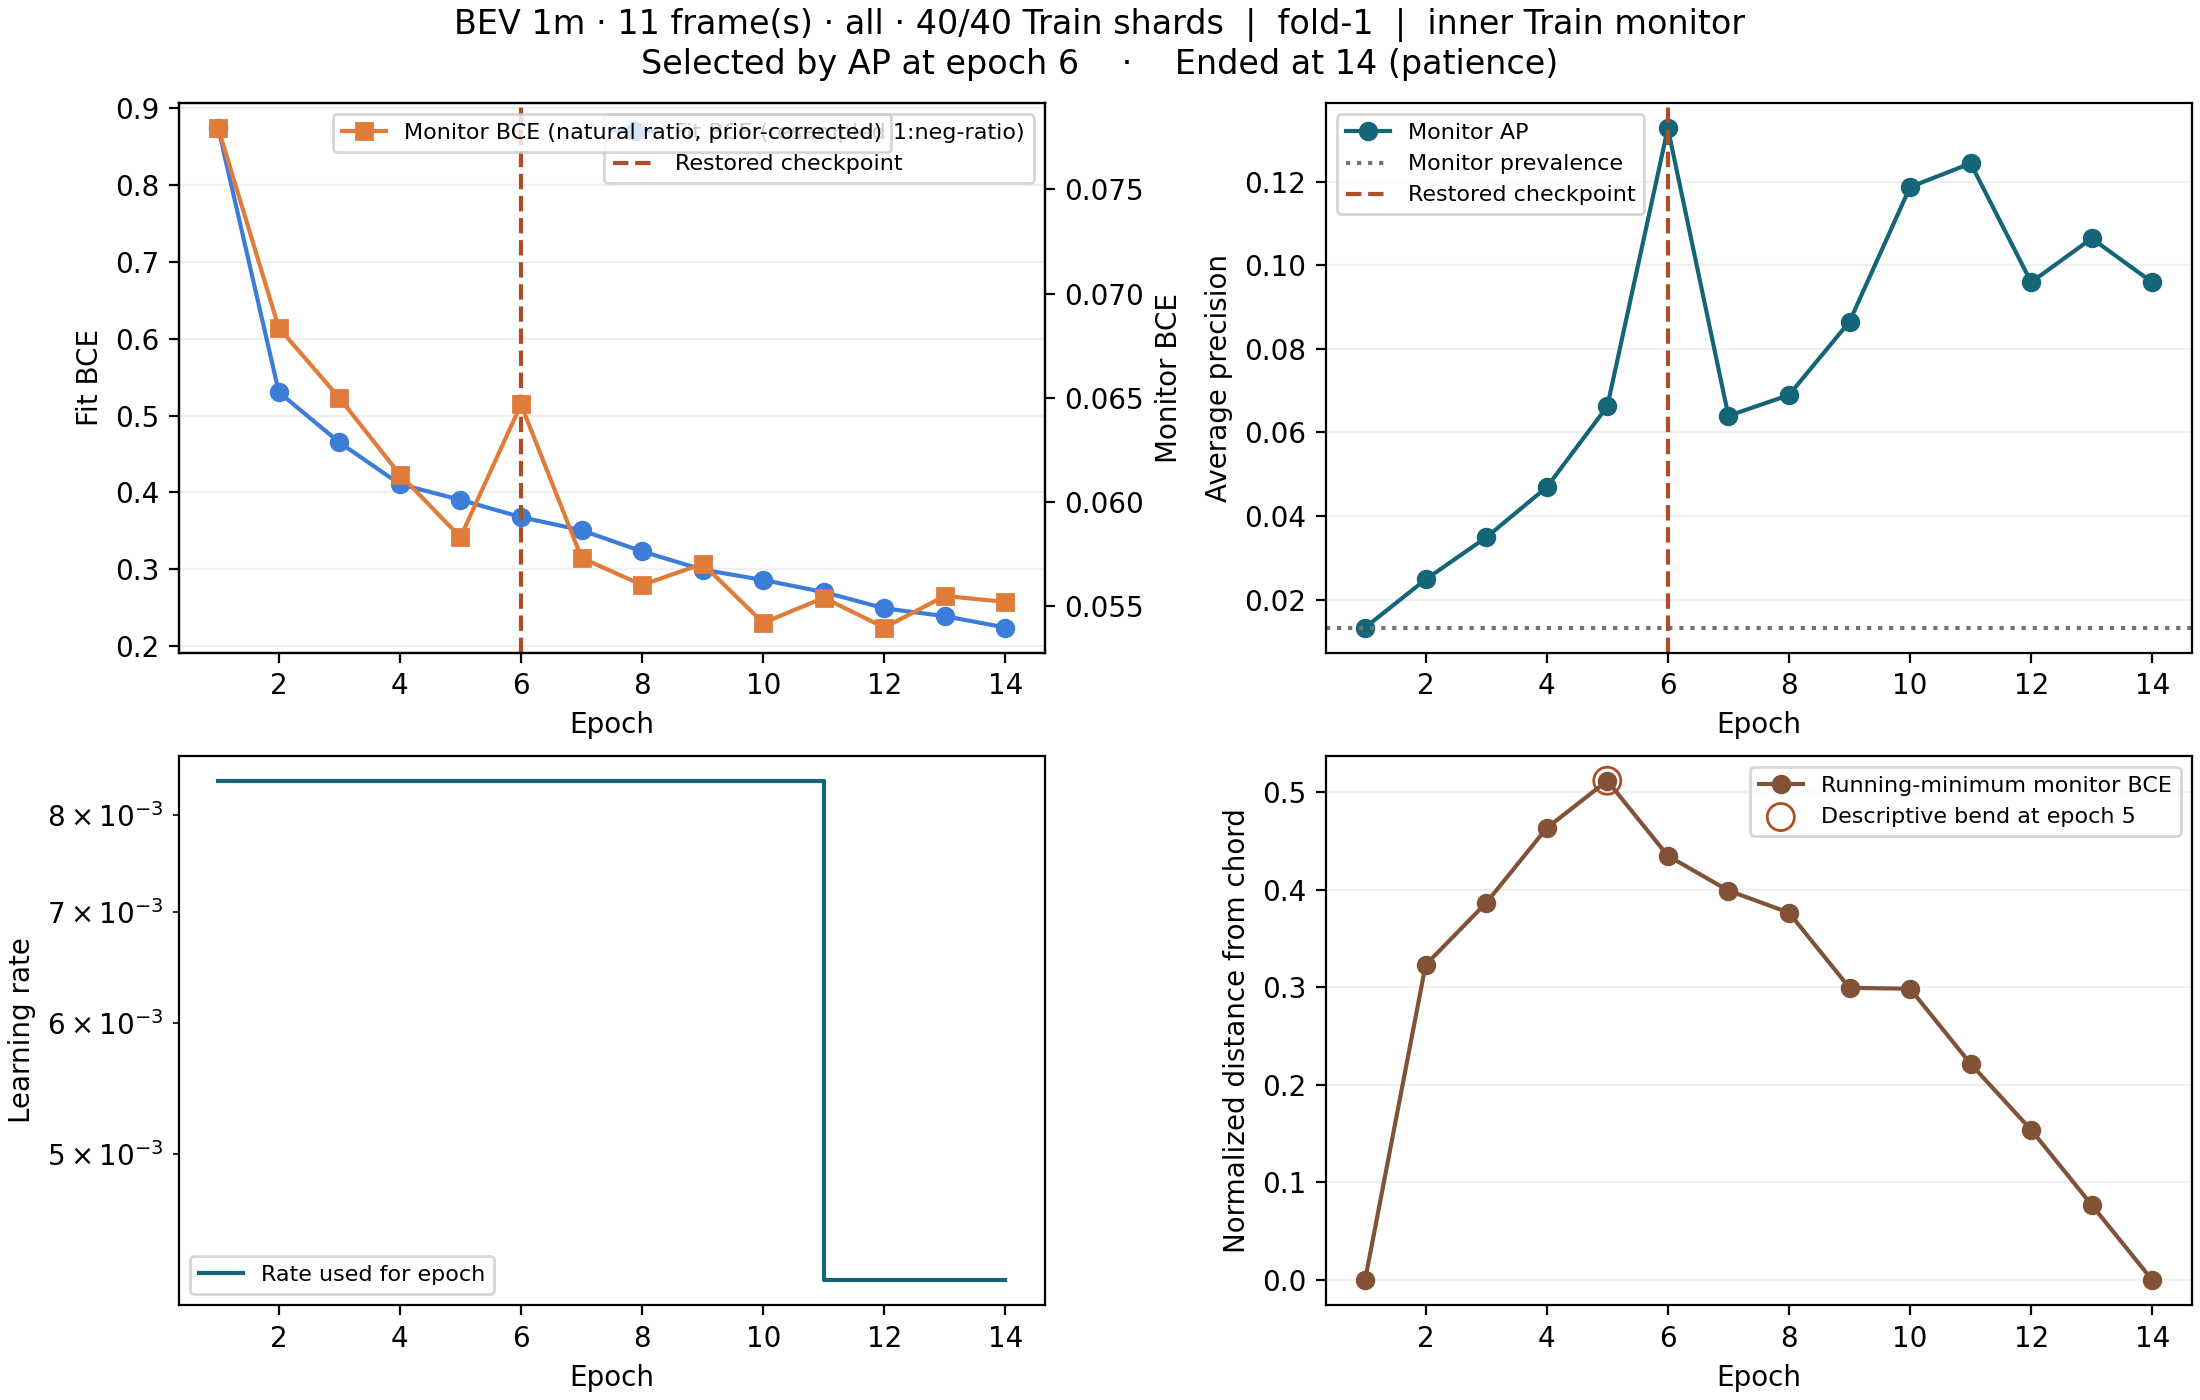 BEV 1m · 11 frame(s) · all · 40/40 Train shards | fold-1 | inner Train monitor
Selected by AP at epoch 6 · Ended at 14 (patience)
Monitor BCE (natural ratio, prior-corrected)
1:neg-ratio)
Restored checkpoint
0.9
0.8
0.7
0.6
0.5
0.4
0.3
0.2
Fit BCE
0.075
0.070
0.065
0.060
0.055
Monitor BCE
2 4 6 8 10 12 14
Epoch
Monitor AP
Monitor prevalence
Restored checkpoint
0.12
0.10
0.08
0.06
0.04
0.02
Average precision
2 4 6 8 10 12 14
Epoch
8 × 10⁻³
7 × 10⁻³
6 × 10⁻³
5 × 10⁻³
Learning rate
Rate used for epoch
2 4 6 8 10 12 14
Epoch
Running-minimum monitor BCE
Descriptive bend at epoch 5
0.5
0.4
0.3
0.2
0.1
0.0
Normalized distance from chord
2 4 6 8 10 12 14
Epoch